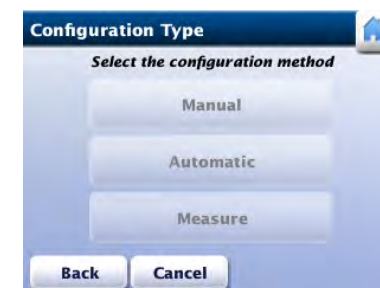 Configuration Type
Select the configuration method
Manual
Automatic
Measure
Back Cancel